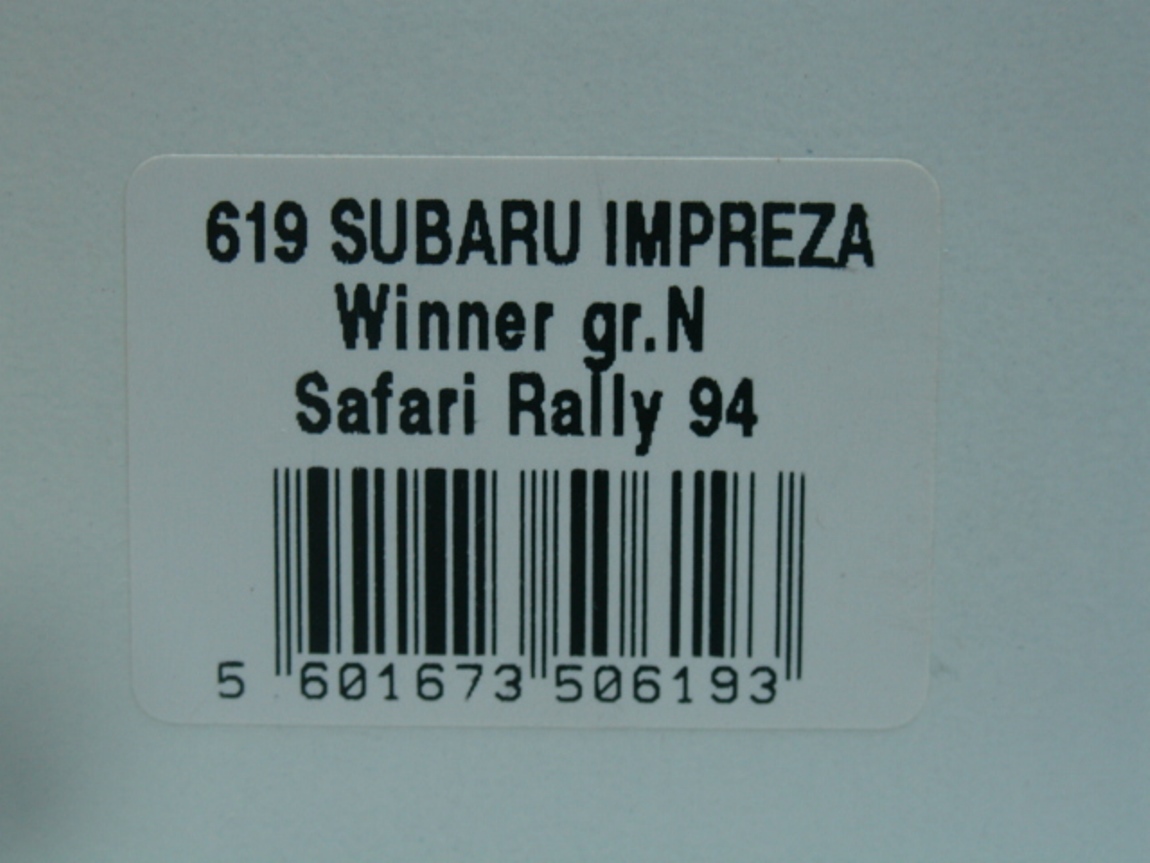 619 SUBARU IMPREZA
Winner gr.N
Safari Rally 94
5 601673 506193